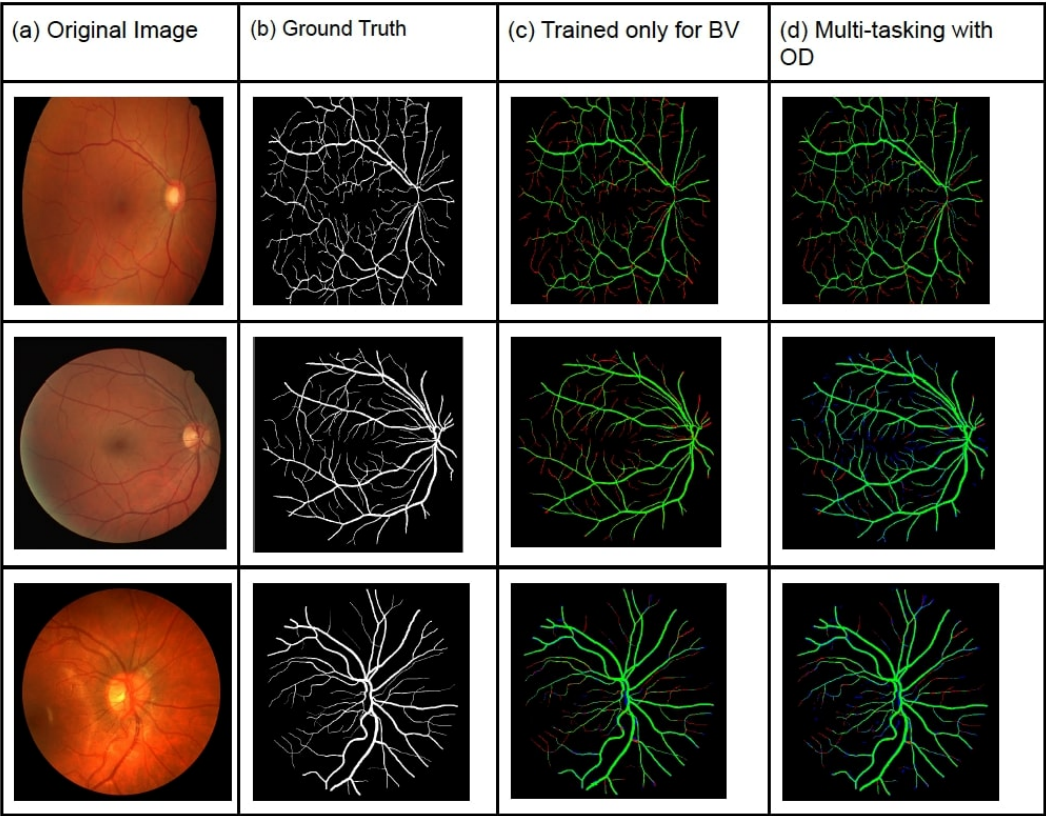 (a) Original Image
(b) Ground Truth
(c) Trained only for BV
(d) Multi-tasking with
OD